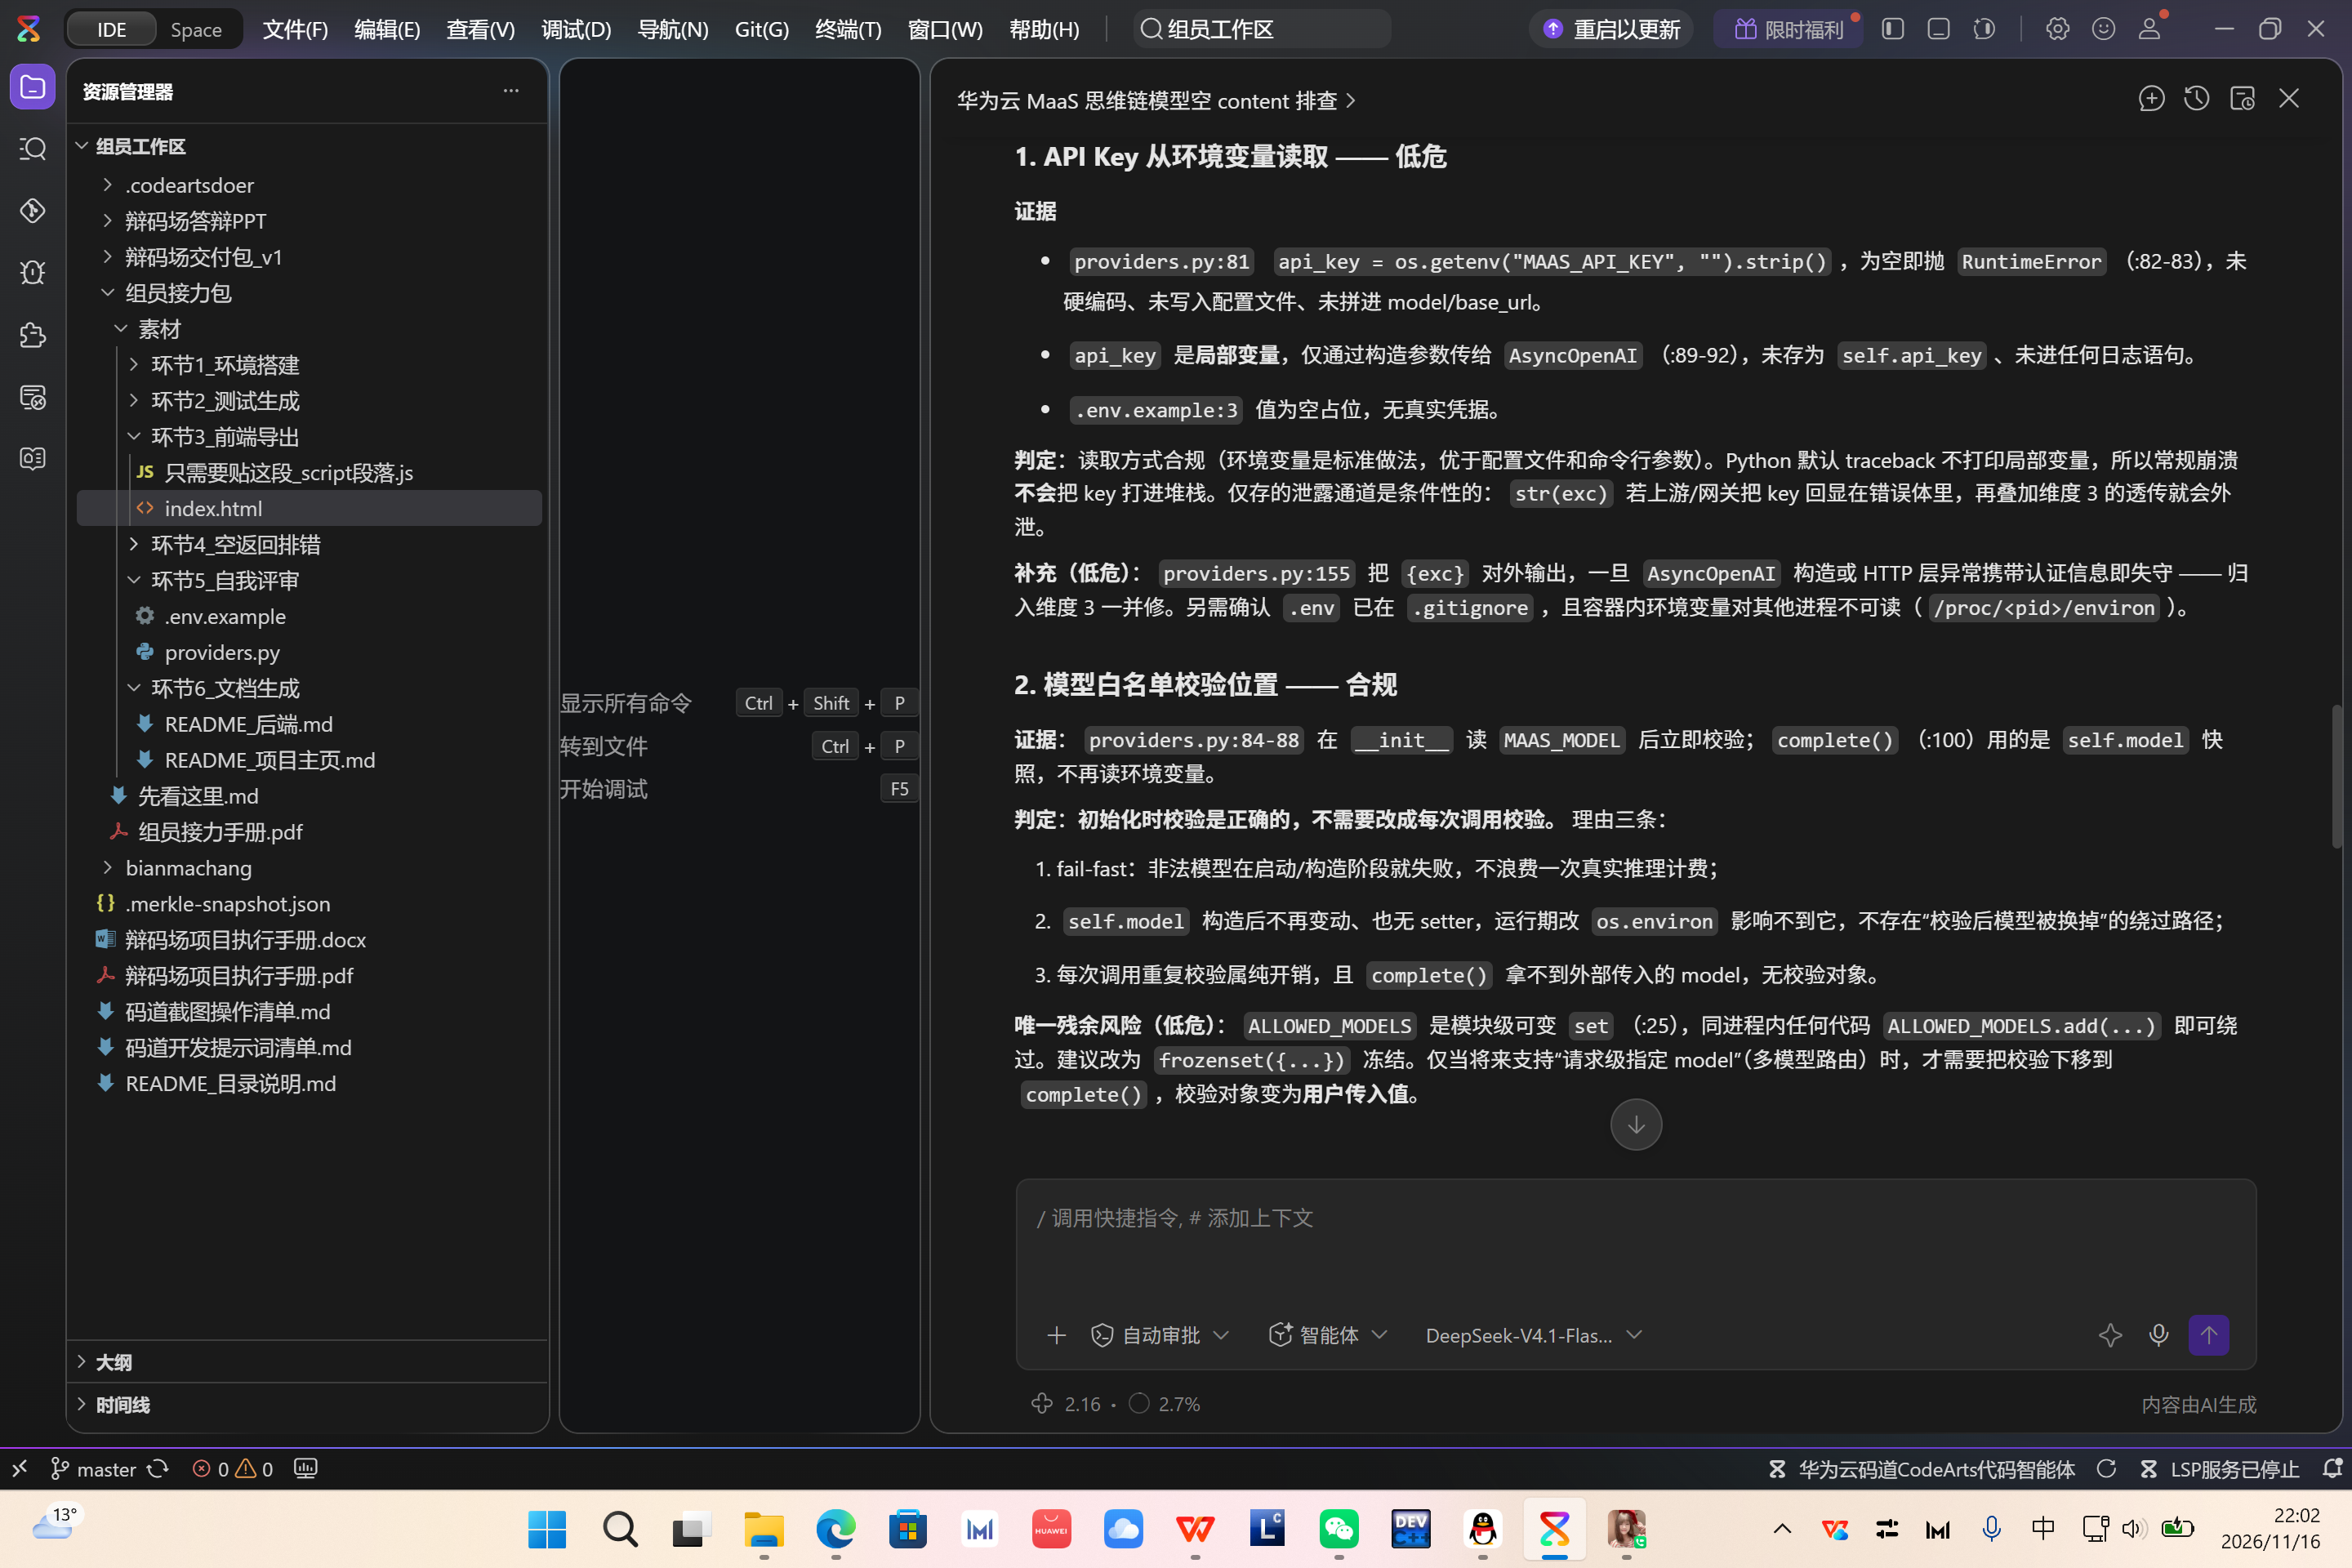 IDE Space 文件(F) 编辑(E) 查看(V) 调试(D) 导航(N) Git(G) 终端(T) 窗口(W) 帮助(H) 组员工作区 重启以更新 限时福利
资源管理器
组员工作区
.codeartsdoer
辩码场答辩PPT
辩码场交付包_v1
组员接力包
素材
环节1_环境搭建
环节2_测试生成
环节3_前端导出
JS 只需要贴这段_script段落.js
index.html
环节4_空返回排错
环节5_自我评审
.env.example
providers.py
环节6_文档生成
README_后端.md
README_项目主页.md
先看这里.md
组员接力手册.pdf
bianmachang
.merkle-snapshot.json
辩码场项目执行手册.docx
辩码场项目执行手册.pdf
码道截图操作清单.md
码道开发提示词清单.md
README_目录说明.md
大纲
时间线
显示所有命令 Ctrl + Shift + P
转到文件 Ctrl + P
开始调试 F5
华为云 MaaS 思维链模型空 content 排查
1. API Key 从环境变量读取 —— 低危
证据
• providers.py:81 api_key = os.getenv("MAAS_API_KEY", "").strip() ，为空即抛 RuntimeError （:82-83），未
硬编码、未写入配置文件、未拼进 model/base_url。
• api_key 是局部变量，仅通过构造参数传给 AsyncOpenAI （:89-92），未存为 self.api_key 、未进任何日志语句。
• .env.example:3 值为空占位，无真实凭据。
判定：读取方式合规（环境变量是标准做法，优于配置文件和命令行参数）。Python 默认 traceback 不打印局部变量，所以常规崩溃
不会把 key 打进堆栈。仅存的泄露通道是条件性的： str(exc) 若上游/网关把 key 回显在错误体里，再叠加维度 3 的透传就会外
泄。
补充（低危）： providers.py:155 把 {exc} 对外输出，一旦 AsyncOpenAI 构造或 HTTP 层异常携带认证信息即失守 —— 归
入维度 3 一并修。另需确认 .env 已在 .gitignore ，且容器内环境变量对其他进程不可读（ /proc/<pid>/environ ）。
2. 模型白名单校验位置 —— 合规
证据： providers.py:84-88 在 __init__ 读 MAAS_MODEL 后立即校验； complete() （:100）用的是 self.model 快
照，不再读环境变量。
判定：初始化时校验是正确的，不需要改成每次调用校验。 理由三条：
1. fail-fast：非法模型在启动/构造阶段就失败，不浪费一次真实推理计费；
2. self.model 构造后不再变动、也无 setter，运行期改 os.environ 影响不到它，不存在“校验后模型被换掉”的绕过路径；
3. 每次调用重复校验属纯开销，且 complete() 拿不到外部传入的 model，无校验对象。
唯一残余风险（低危）： ALLOWED_MODELS 是模块级可变 set （:25），同进程内任何代码 ALLOWED_MODELS.add(...) 即可绕
过。建议改为 frozenset({...}) 冻结。仅当将来支持“请求级指定 model”（多模型路由）时，才需要把校验下移到
complete() ，校验对象变为用户传入值。
/ 调用快捷指令, # 添加上下文
自动审批 智能体 DeepSeek-V4.1-Flas...
2.16 · 2.7% 内容由AI生成
master 0 0 华为云码道CodeArts代码智能体 LSP服务已停止
13° HUAWEI LC DEV C++ 中 22:02
2026/11/16